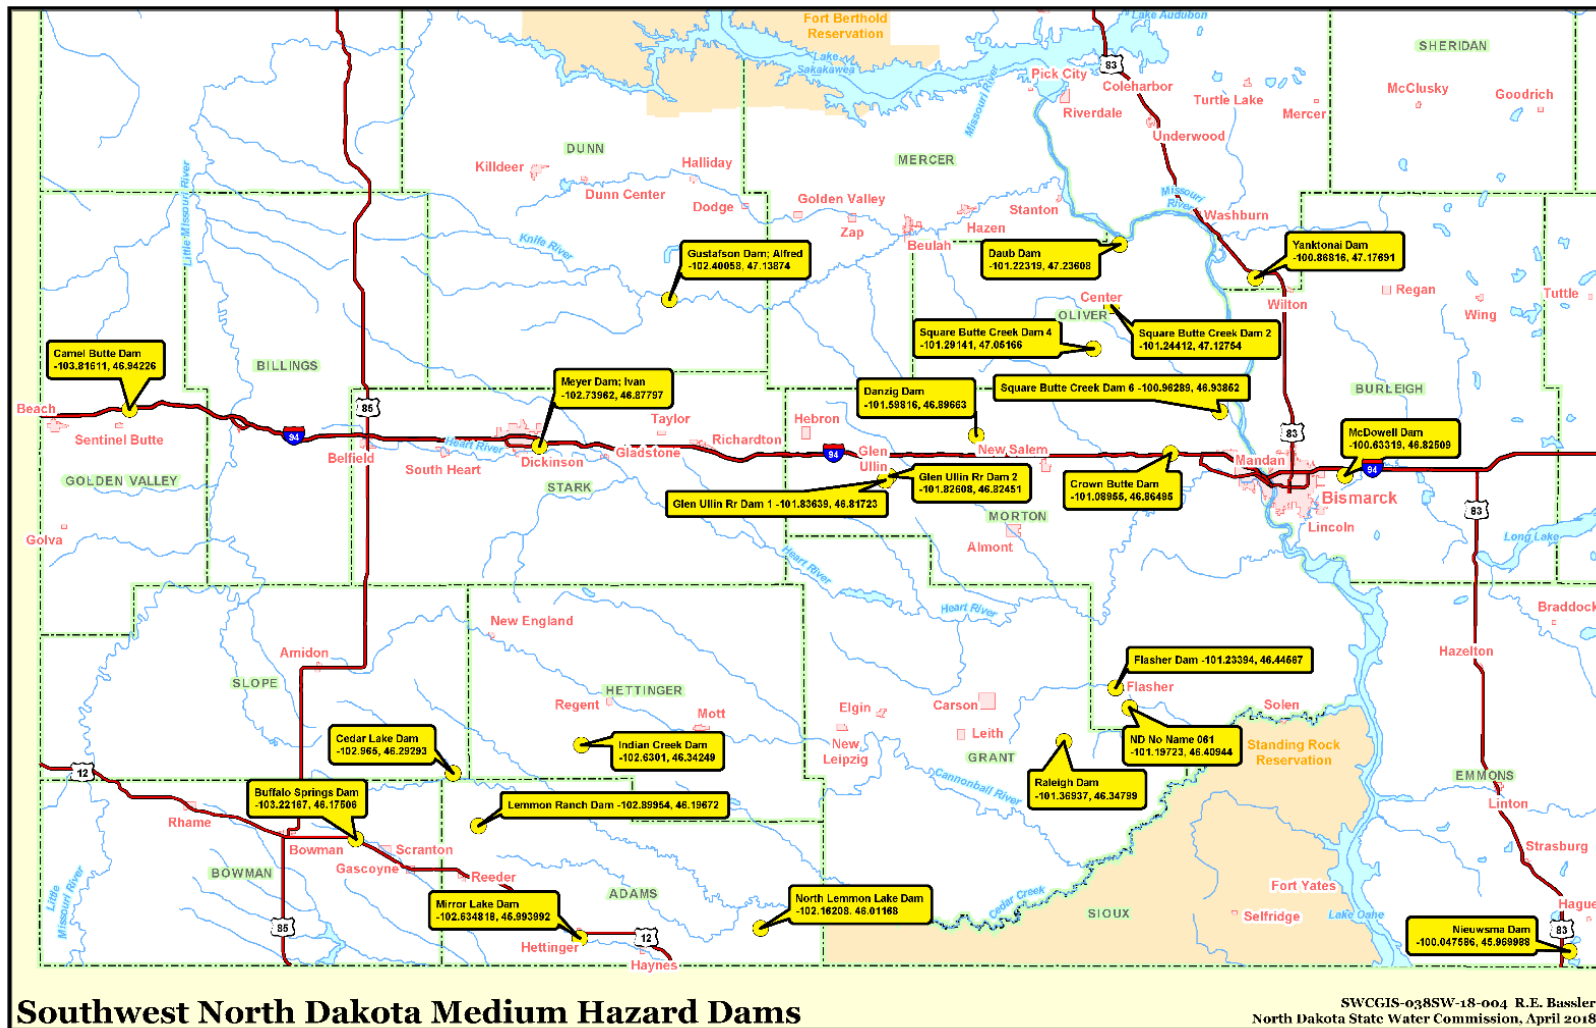 Fort Berthold
Reservation
Lake Audubon
SHERIDAN
83
Lake
Sakakawea
Pick City
Coleharbor
Turtle Lake
Mercer
McClusky
Goodrich
Missouri River
Riverdale
Underwood
DUNN
MERCER
Killdeer
Halliday
Dunn Center
Dodge
Golden Valley
Zap
Beulah
Hazen
Stanton
Missouri
River
Washburn
Little Missouri River
Knife River
Gustafson Dam; Alfred
-102.40058, 47.13874
Daub Dam
-101.22319, 47.23608
Yanktonai Dam
-100.86816, 47.17691
Center
OLIVER
Wilton
Regan
Wing
Tuttle
Square Butte Creek Dam 4
-101.29141, 47.05166
Square Butte Creek Dam 2
-101.24412, 47.12754
Camel Butte Dam
-103.81611, 46.94226
BILLINGS
Meyer Dam; Ivan
-102.73962, 46.87797
Danzig Dam
-101.59816, 46.89663
Square Butte Creek Dam 6 -100.96289, 46.93852
BURLEIGH
Beach
Sentinel Butte
85
94
Belfield
South Heart
Heart River
Dickinson
Taylor
Gladstone
Richardton
Hebron
94
Glen
Ullin
New Salem
83
McDowell Dam
-100.63319, 46.82509
Mandan
94
Bismarck
Lincoln
GOLDEN VALLEY
STARK
Glen Ullin Rr Dam 2
-101.82608, 46.82451
Glen Ullin Rr Dam 1 -101.83639, 46.81723
Crown Butte Dam
-101.08955, 46.86495
MORTON
Almont
83
Long Lake
Golva
Heart River
Heart River
Braddock
New England
Amidon
SLOPE
HETTINGER
Regent
Mott
Elgin
New
Leipzig
Carson
Leith
GRANT
Flasher Dam -101.23394, 46.44567
Flasher
Solen
Hazelton
Cedar Lake Dam
-102.965, 46.29293
Indian Creek Dam
-102.6301, 46.34249
ND No Name 061
-101.19723, 46.40944
Standing Rock
Reservation
12
Buffalo Springs Dam
-103.22167, 46.17506
Lemmon Ranch Dam -102.89954, 46.19672
Cannonball River
Raleigh Dam
-101.36937, 46.34799
EMMONS
Linton
Rhame
Bowman
Scranton
Gascoyne
Reeder
Strasburg
BOWMAN
Little
Missouri River
ADAMS
Mirror Lake Dam
-102.634818, 45.993992
North Lemmon Lake Dam
-102.16208, 46.01168
Cedar Creek
SIOUX
Fort Yates
Selfridge
Lake Oahe
Hague
85
Hettinger
12
Haynes
83
Nieuwsma Dam
-100.047586, 45.969988
Southwest North Dakota Medium Hazard Dams
SWCGIS-038SW-18-004 R.E. Bassler
North Dakota State Water Commission, April 2018